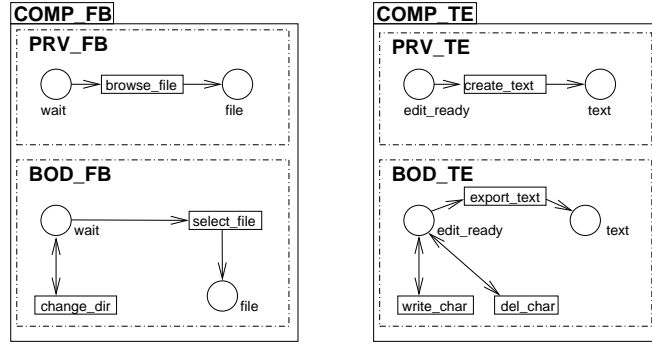 COMP_FB
PRV_FB
browse_file
wait
file
BOD_FB
select_file
wait
change_dir
file
COMP_TE
PRV_TE
create_text
edit_ready
text
BOD_TE
export_text
edit_ready
text
write_char
del_char